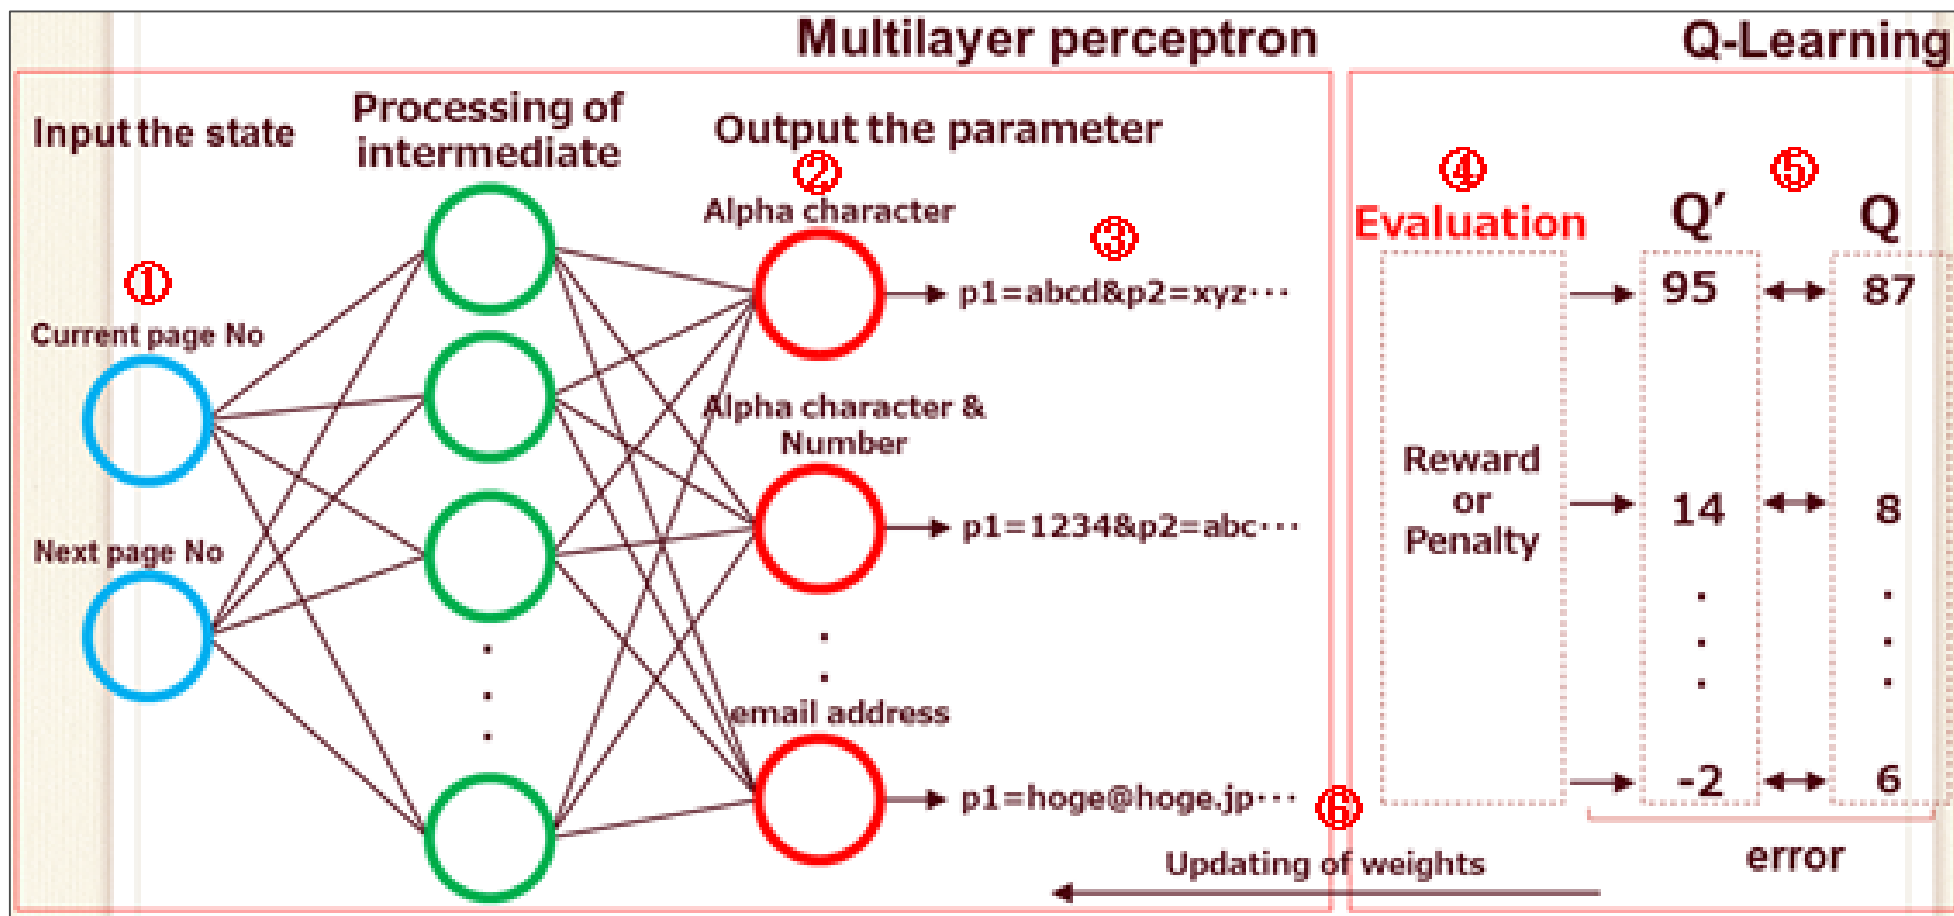 Multilayer perceptron
Q-Learning
Input the state
Processing of
intermediate
Output the parameter
①
Current page No
Next page No
②
Alpha character
③
p1=abcd&p2=xyz···
Alpha character &
Number
p1=1234&p2=abc···
email address
p1=hoge@hoge.jp···
④
Evaluation
Reward
or
Penalty
⑤
Q’
Q
95
87
14
8
-2
6
error
⑥
Updating of weights